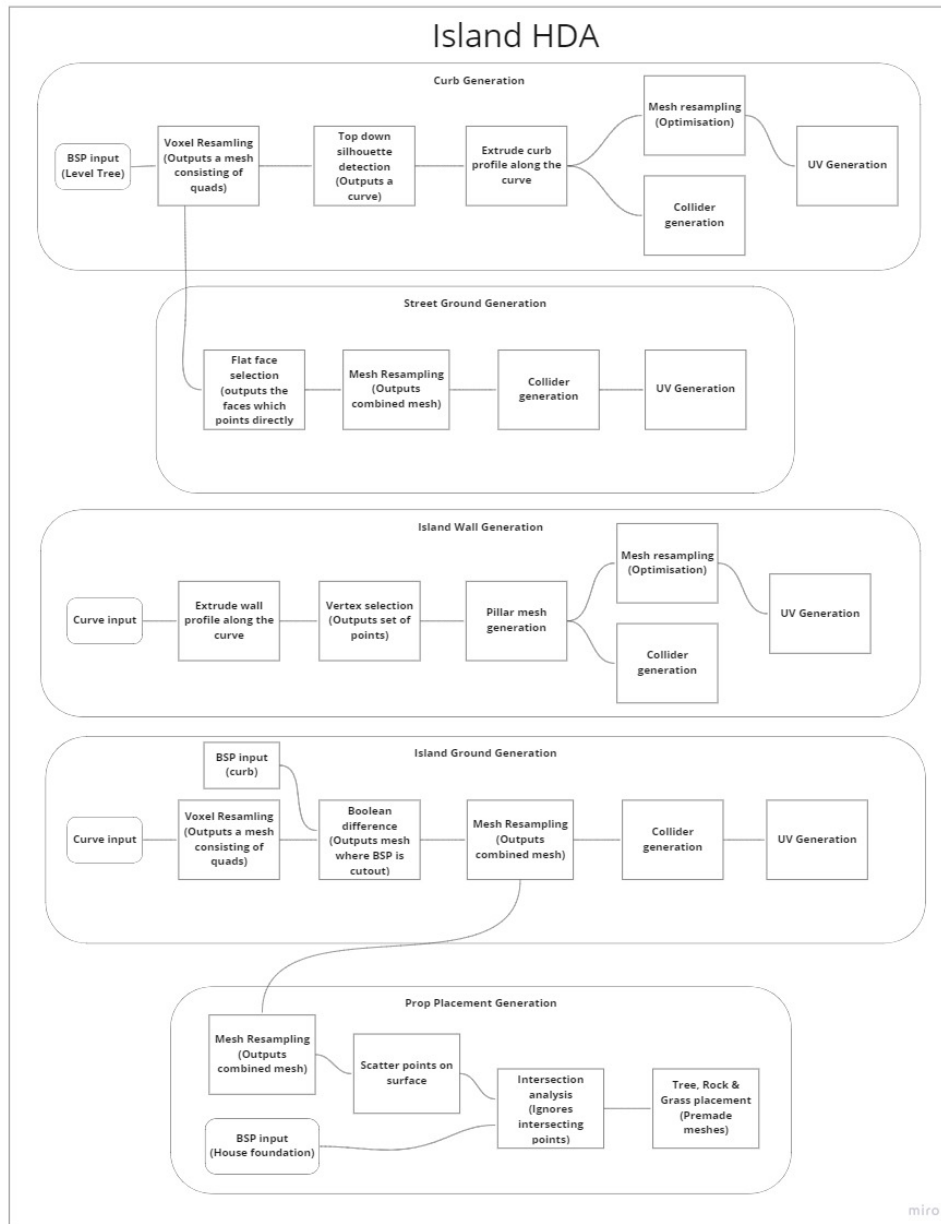 Island HDA
Curb Generation
BSP input
(Level Tree)
Voxel Resamling
(Outputs a mesh
consisting of
quads)
Top down
silhouette
detection
(Outputs a
curve)
Extrude curb
profile along the
curve
Mesh resampling
(Optimisation)
Collider
generation
UV Generation
Street Ground Generation
Flat face
selection
(outputs the
faces which
points directly
Mesh Resampling
(Outputs
combined mesh)
Collider
generation
UV Generation
Island Wall Generation
Curve input
Extrude wall
profile along the
curve
Vertex selection
(Outputs set of
points)
Pillar mesh
generation
Mesh resampling
(Optimisation)
Collider
generation
UV Generation
Island Ground Generation
BSP input
(curb)
Curve input
Voxel Resamling
(Outputs a mesh
consisting of
quads)
Boolean
difference
(Outputs mesh
where BSP is
cutout)
Mesh Resampling
(Outputs
combined mesh)
Collider
generation
UV Generation
Prop Placement Generation
Mesh Resampling
(Outputs
combined mesh)
Scatter points on
surface
BSP input
(House foundation)
Intersection
analysis
(Ignores
intersecting
points)
Tree, Rock &
Grass placement
(Premade
meshes)
miro